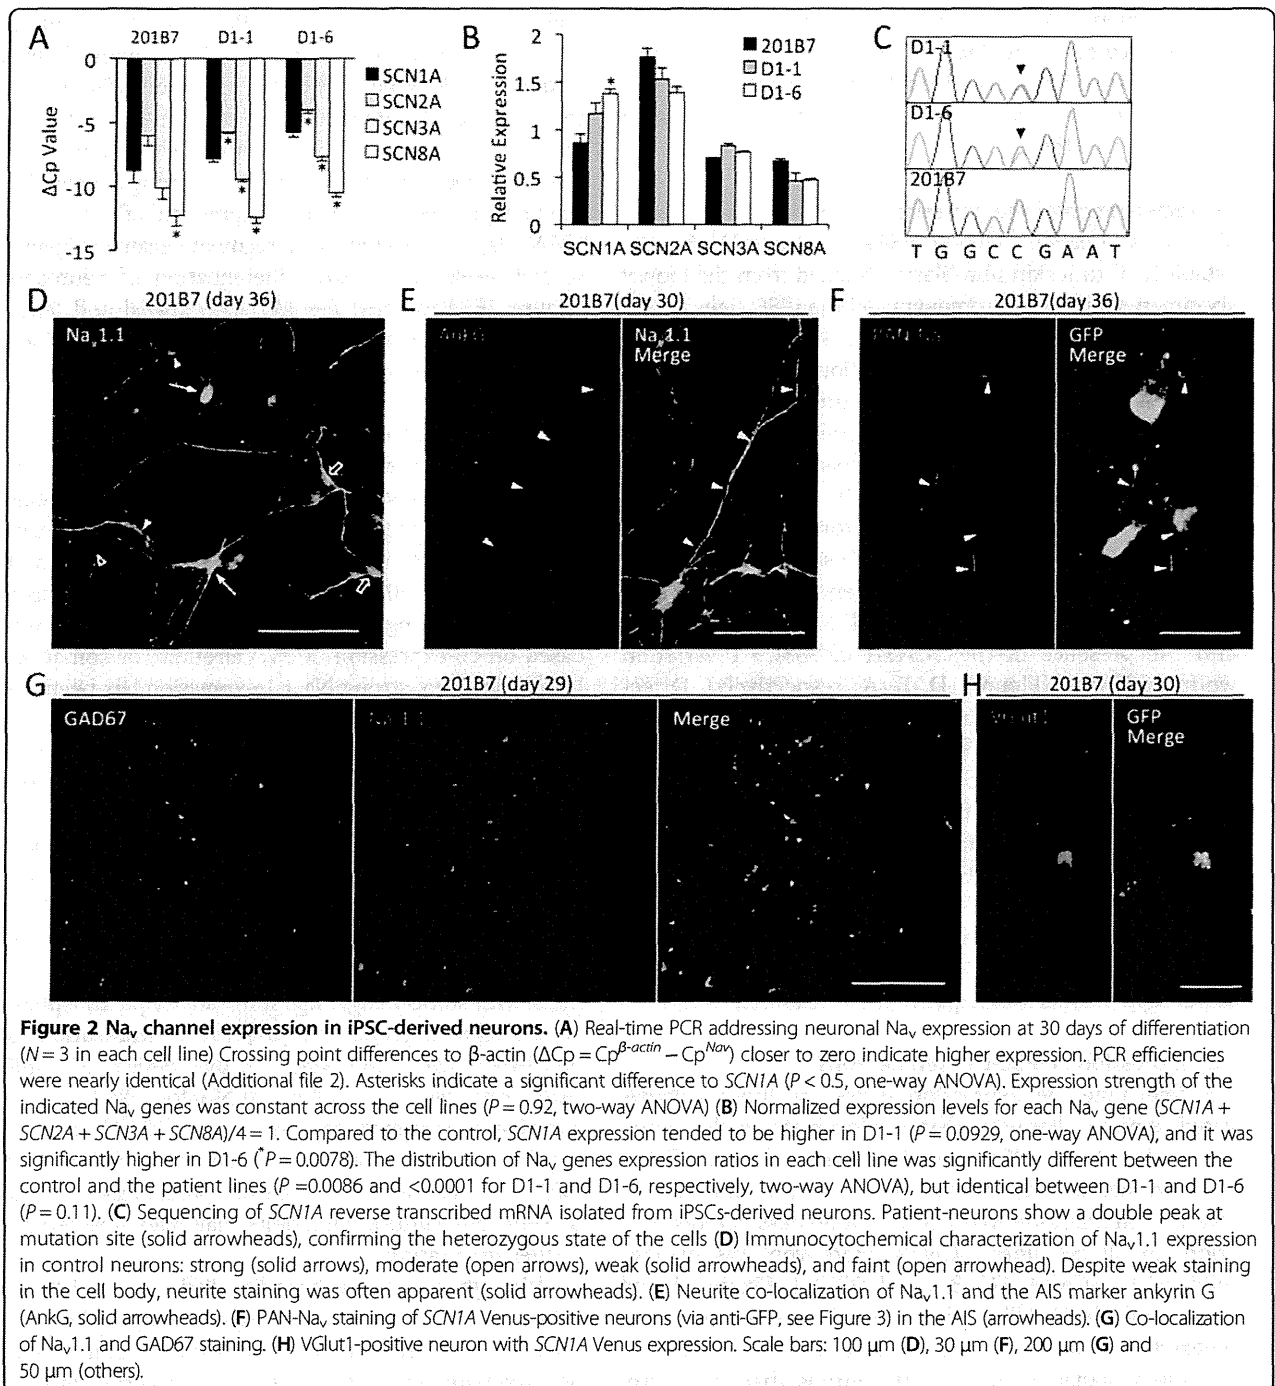 A
201B7 D1-1 D1-6
0
-5
-10
-15
ΔCp Value
* * * * * * * *
SCN1A
SCN2A
SCN3A
SCN8A
B
2
1.5
1
0.5
0
Relative Expression
*
201B7
D1-1
D1-6
SCN1A SCN2A SCN3A SCN8A
C
D1-1
D1-6
201B7
T G G C C G A A T
D
201B7 (day 36)
Nav1.1
E
201B7(day 30)
AnkG
Nav1.1
Merge
F
201B7(day 36)
PAN-Nav
GFP
Merge
G
201B7 (day 29)
GAD67
Nav1.1
Merge
H
201B7 (day 30)
VGlut1
GFP
Merge
Figure 2 Nav channel expression in iPSC-derived neurons. (A) Real-time PCR addressing neuronal Nav expression at 30 days of differentiation
(N = 3 in each cell line) Crossing point differences to β-actin (ΔCp = Cp^β-actin − Cp^Nav) closer to zero indicate higher expression. PCR efficiencies
were nearly identical (Additional file 2). Asterisks indicate a significant difference to SCN1A (P < 0.5, one-way ANOVA). Expression strength of the
indicated Nav genes was constant across the cell lines (P = 0.92, two-way ANOVA) (B) Normalized expression levels for each Nav gene (SCN1A +
SCN2A + SCN3A + SCN8A)/4 = 1. Compared to the control, SCN1A expression tended to be higher in D1-1 (P = 0.0929, one-way ANOVA), and it was
significantly higher in D1-6 (*P = 0.0078). The distribution of Nav genes expression ratios in each cell line was significantly different between the
control and the patient lines (P =0.0086 and <0.0001 for D1-1 and D1-6, respectively, two-way ANOVA), but identical between D1-1 and D1-6
(P = 0.11). (C) Sequencing of SCN1A reverse transcribed mRNA isolated from iPSCs-derived neurons. Patient-neurons show a double peak at
mutation site (solid arrowheads), confirming the heterozygous state of the cells (D) Immunocytochemical characterization of Nav1.1 expression
in control neurons: strong (solid arrows), moderate (open arrows), weak (solid arrowheads), and faint (open arrowhead). Despite weak staining
in the cell body, neurite staining was often apparent (solid arrowheads). (E) Neurite co-localization of Nav1.1 and the AIS marker ankyrin G
(AnkG, solid arrowheads). (F) PAN-Nav staining of SCN1A Venus-positive neurons (via anti-GFP, see Figure 3) in the AIS (arrowheads). (G) Co-localization
of Nav1.1 and GAD67 staining. (H) VGlut1-positive neuron with SCN1A Venus expression. Scale bars: 100 μm (D), 30 μm (F), 200 μm (G) and
50 μm (others).